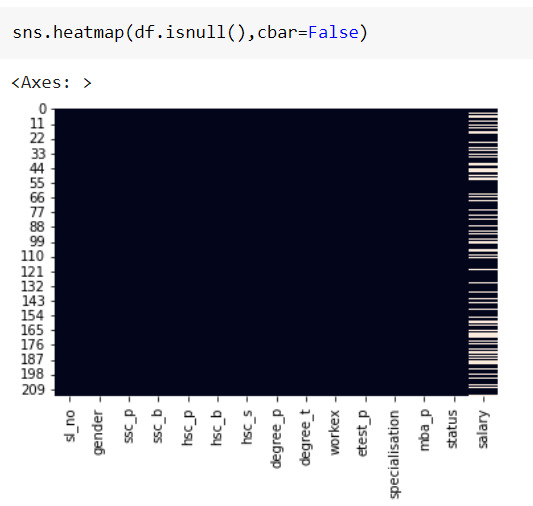 sns.heatmap(df.isnull(),cbar=False)
<Axes: >
0
11
22
33
44
55
66
77
88
99
110
121
132
143
154
165
176
187
198
209
sl_no
gender
ssc_p
ssc_b
hsc_p
hsc_b
hsc_s
degree_p
degree_t
workex
etest_p
specialisation
mba_p
status
salary